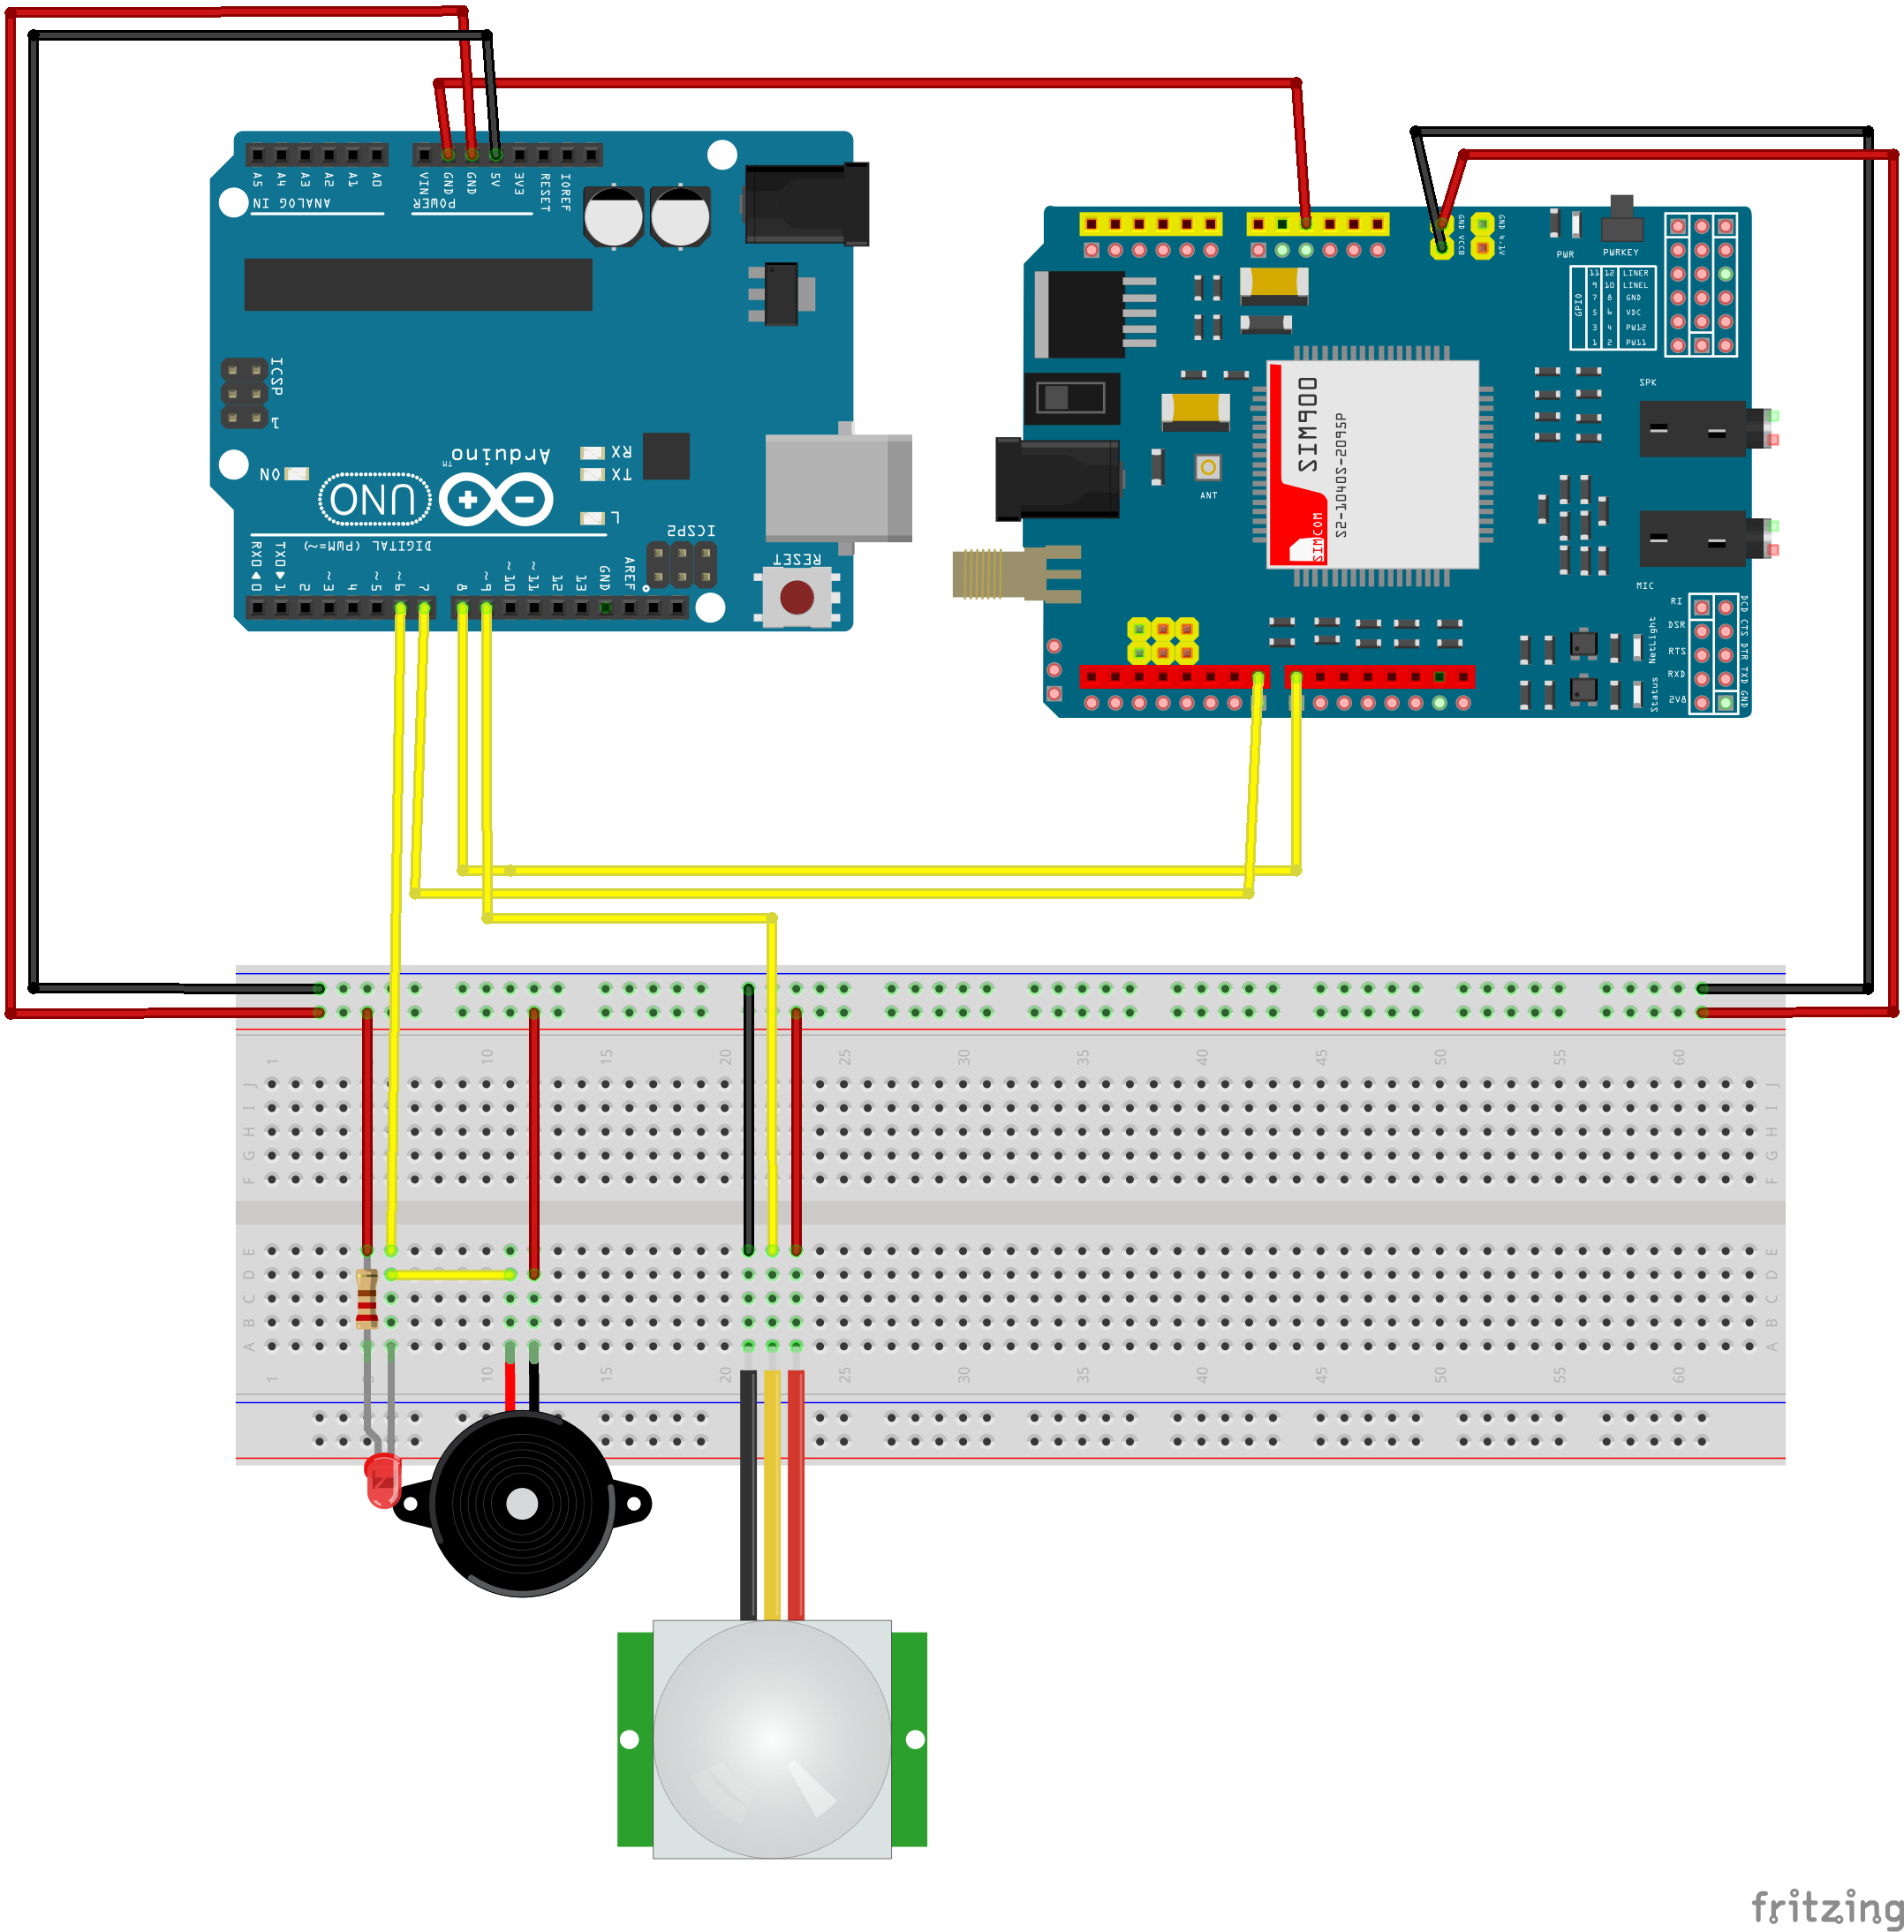 A5 A4 A3 A2 A1 A0
VIN GND GND 5V 3V3 RESET IOREF
ANALOG IN
POWER
ICSP
1
Arduino™
RX
TX
ON
UNO
L
ICSP2
DIGITAL (PWM=~)
RESET
RXD◀0 TXD▶1 2 ~3 4 ~5 ~6 7 8 ~9 ~10 ~11 12 13 GND AREF
GND VCCB
GND 4.1V
PWR
PWRKEY
GPIO
11 12 LINER
9 10 LINEL
7 8 GND
5 6 VDC
3 4 PW12
1 2 PW11
SPK
SIM900
S2-1040S-2095P
SIMCOM
ANT
MIC
RI DCD
DSR CTS
RTS DTR
RXD TXD
2V8 GND
NetLight
Status
1 10 15 20 25 30 35 40 45 50 55 60
J J
I I
H H
G G
F F
E E
D D
C C
B B
A A
1 10 15 20 25 30 35 40 45 50 55 60
fritzing